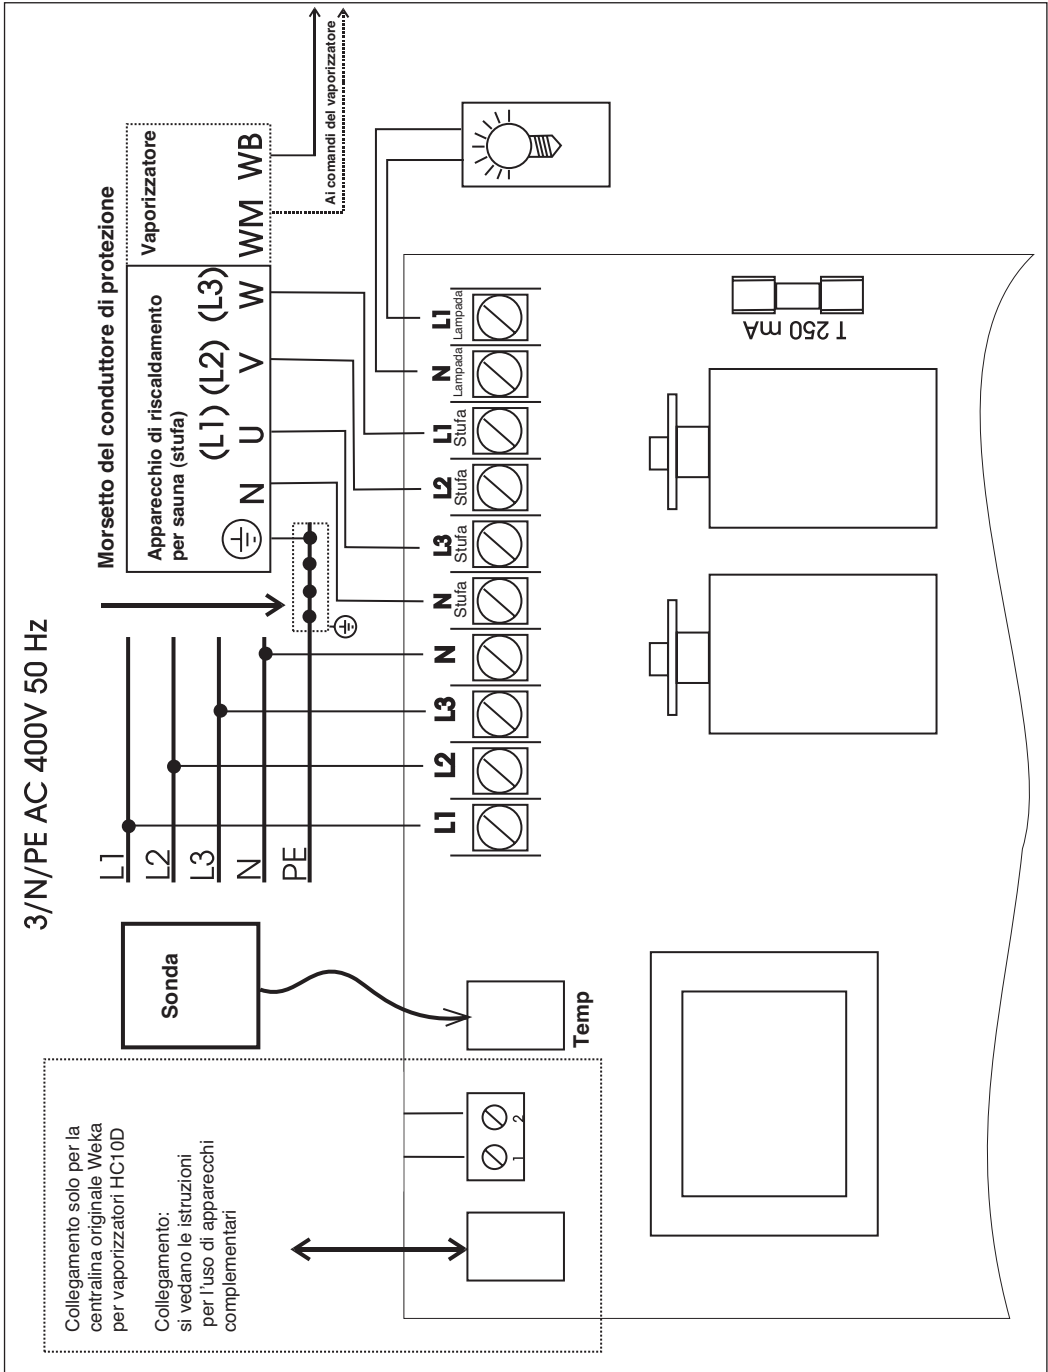 3/N/PE AC 400V 50 Hz
Collegamento solo per la
centralina originale Weka
per vaporizzatori HC10D
Collegamento:
si vedano le istruzioni
per l'uso di apparecchi
complementari
Sonda
L1
L2
L3
N
PE
Morsetto del conduttore di protezione
Apparecchio di riscaldamento
per sauna (stufa)
(L1) (L2) (L3)
N U V W
Vaporizzatore
WM WB
Ai comandi del vaporizzatore
1 2
Temp
L1
L2
L3
N
N
Stufa
L3
Stufa
L2
Stufa
L1
Stufa
N
Lampada
L1
Lampada
T 250 mA